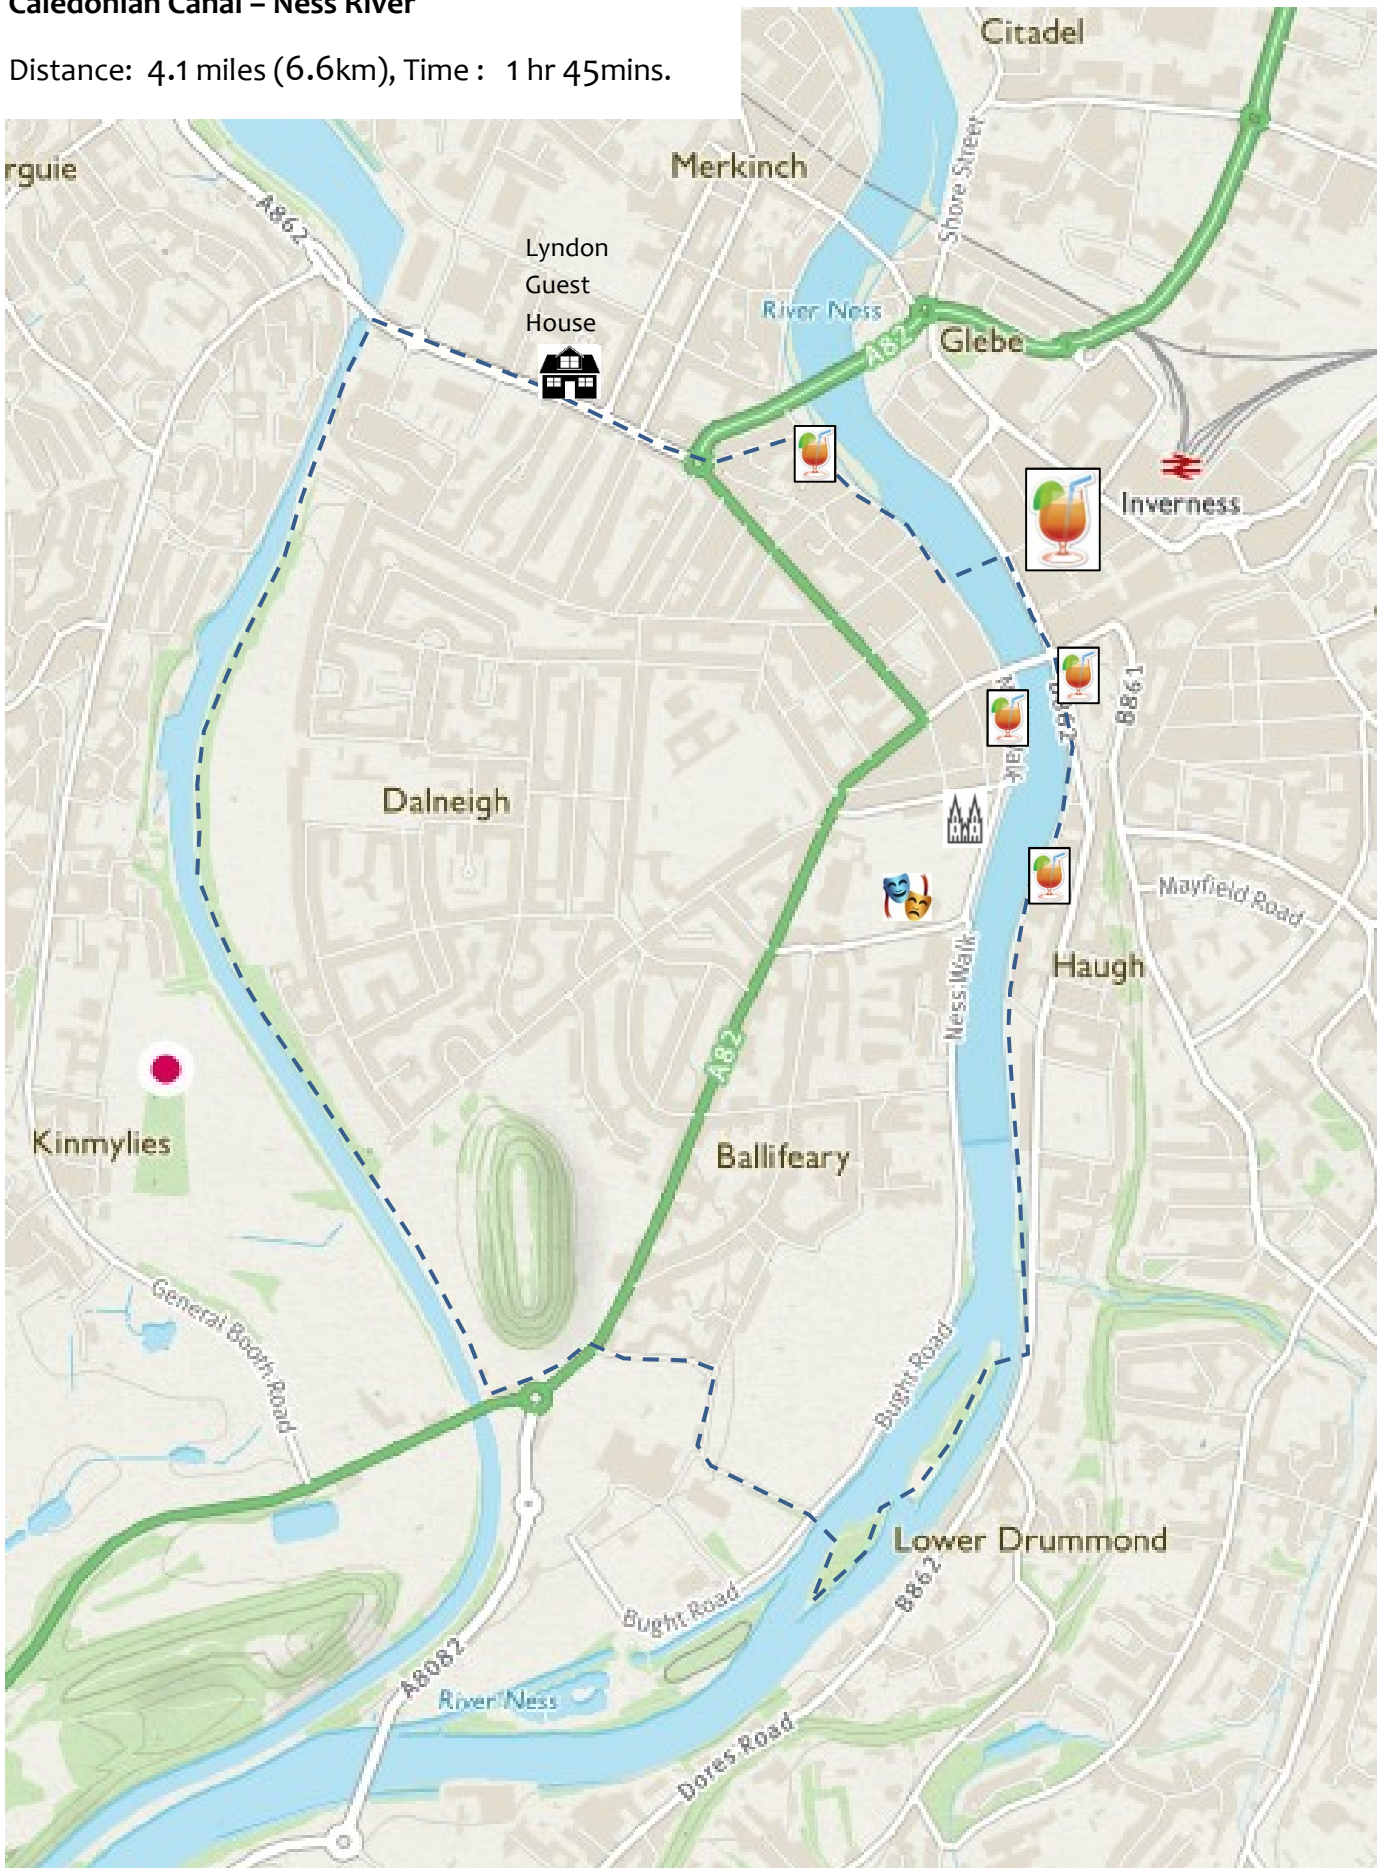 Caledonian Canal – Ness River
Distance: 4.1 miles (6.6km), Time : 1 hr 45mins.
Citadel
Shore Street
Merkinch
rguie
A862
Lyndon
Guest
House
River Ness
A82
Glebe
Inverness
B861
Dalneigh
Mayfield Road
Haugh
Ness Walk
A82
Kinmylies
Ballifeary
General Booth Road
Bught Road
Lower Drummond
B862
Bught Road
A8082
River Ness
Dores Road